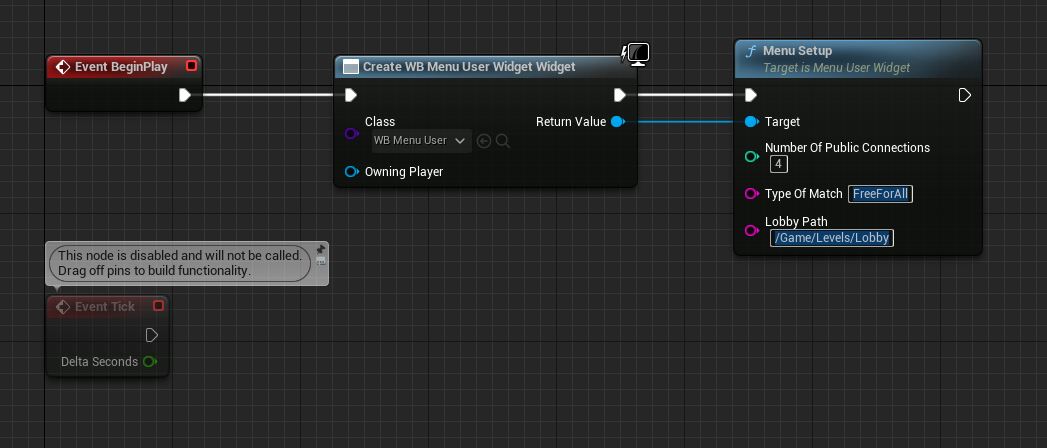 Event BeginPlay
Create WB Menu User Widget Widget
Class
WB Menu User
Return Value
Owning Player
f Menu Setup
Target is Menu User Widget
Target
Number Of Public Connections
4
Type Of Match FreeForAll
Lobby Path
/Game/Levels/Lobby
This node is disabled and will not be called.
Drag off pins to build functionality.
Event Tick
Delta Seconds